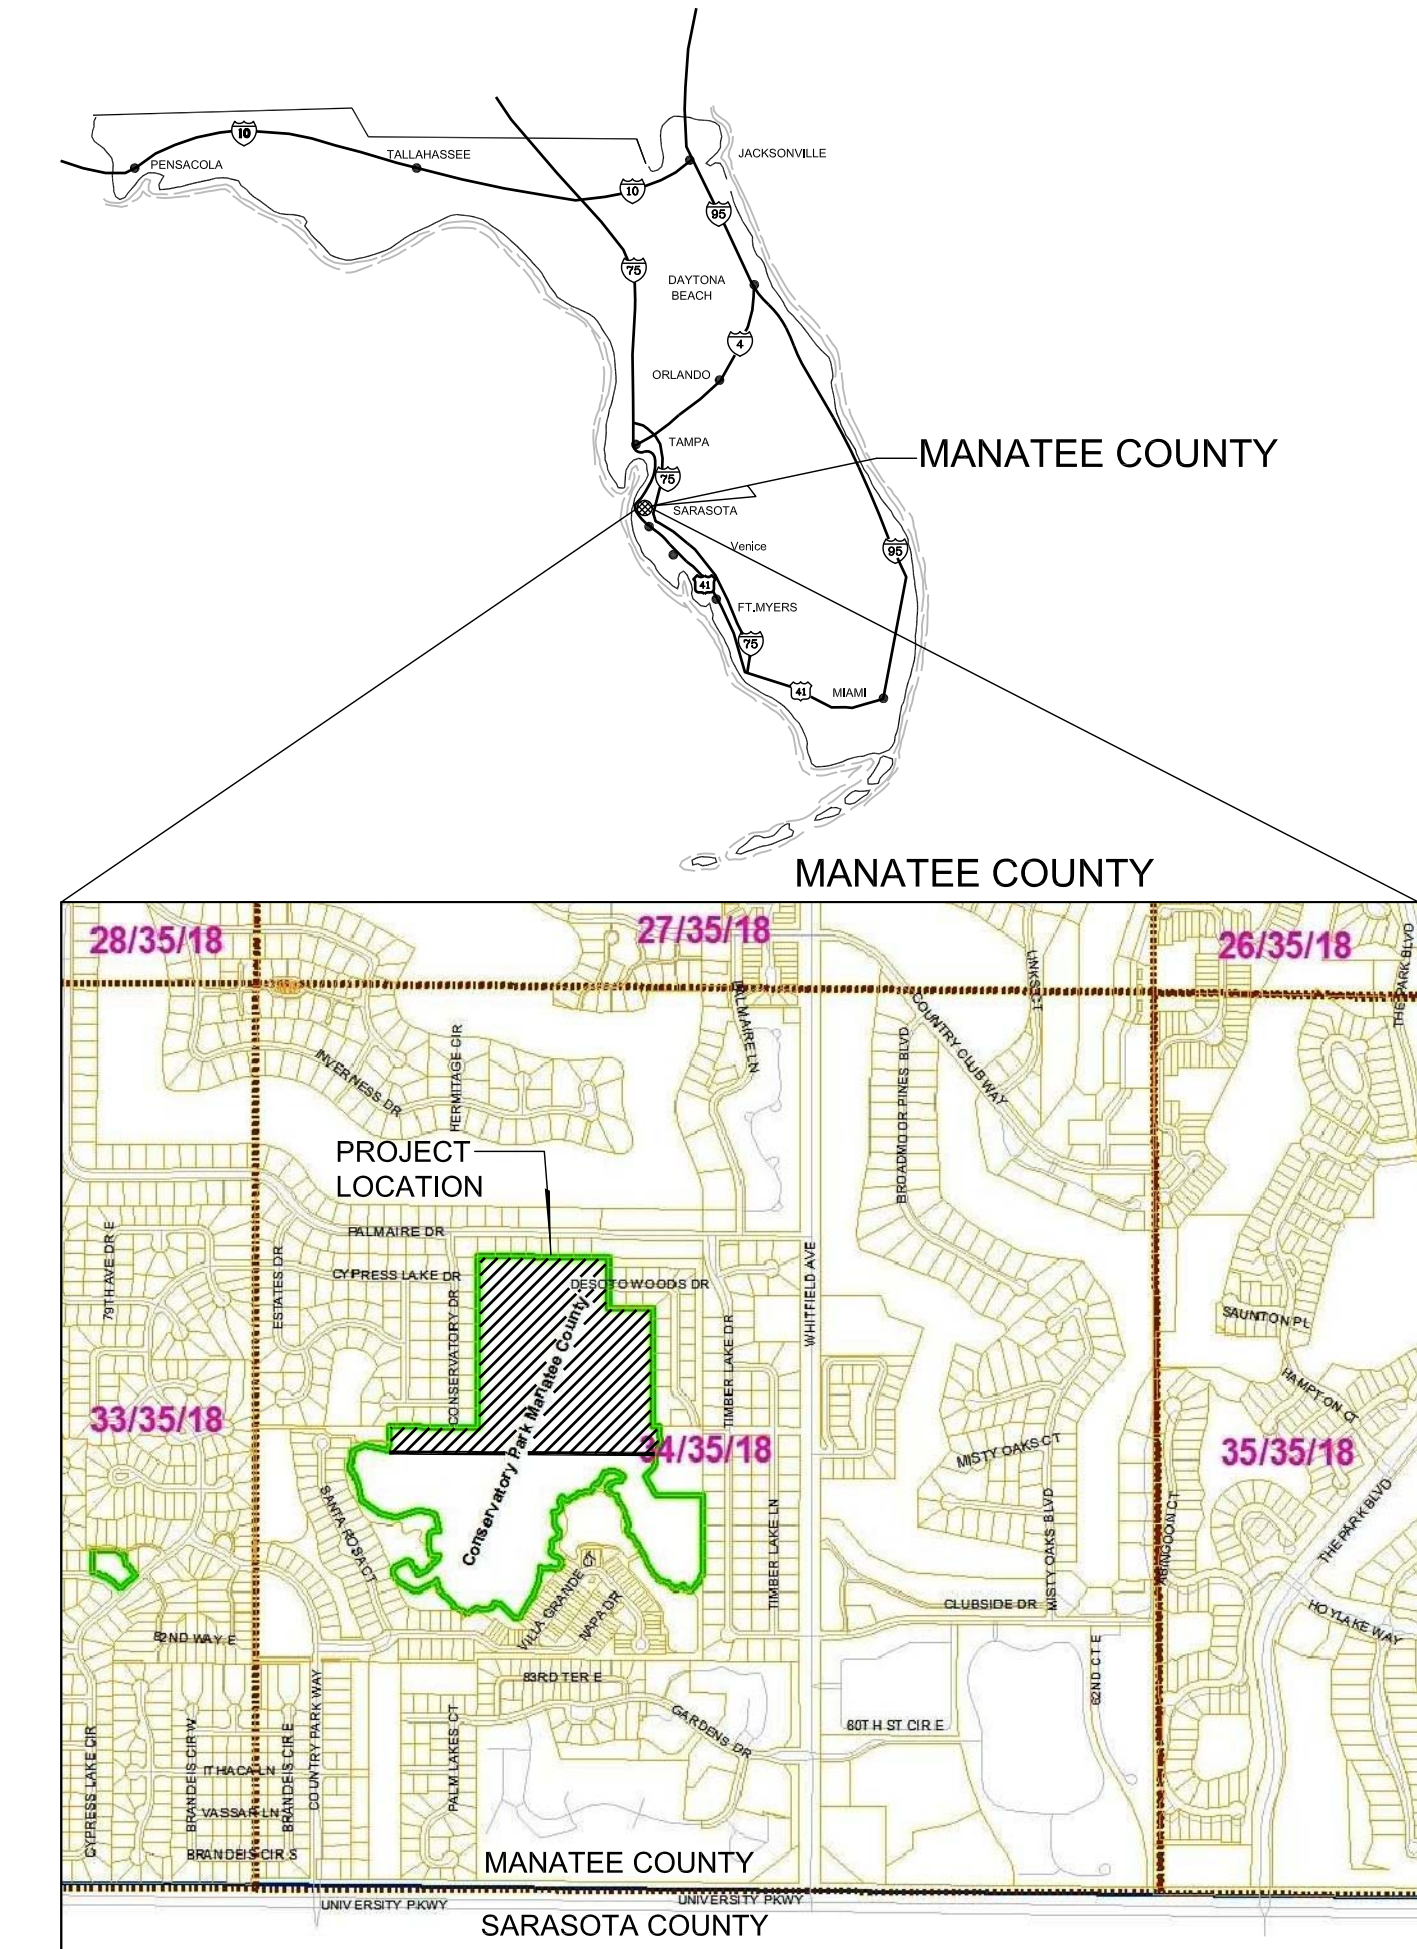 10
PENSACOLA
TALLAHASSEE
10
JACKSONVILLE
95
75
DAYTONA
BEACH
4
ORLANDO
TAMPA
75
MANATEE COUNTY
SARASOTA
Venice
95
41
FT.MYERS
75
41
MIAMI
MANATEE COUNTY
28/35/18
27/35/18
26/35/18
THE PARK BLVD
LINKS CT
PALMAIRE LN
COUNTRY CLUB WAY
BROADMOOR PINES BLVD
INVERNESS DR
HERMITAGE CIR
PROJECT
LOCATION
PALMAIRE DR
79TH AVE DR E
ESTATES DR
CYPRESS LAKE DR
CONSERVATORY DR
DESOTO WOODS DR
WHITFIELD AVE
TIMBER LAKE DR
SAUNTON PL
HAMPTON CT
Conservatory Park Manatee County
33/35/18
34/35/18
35/35/18
MISTY OAKS CT
SANTA ROSA CT
TIMBER LAKE LN
MISTY OAKS BLVD
ABINGDON CT
THE PARK BLVD
VILLA GRANDE CT
NAPA DR
CLUBSIDE DR
HOYLAKE WAY
82ND WAY E
83RD TER E
62ND CT E
GARDENS DR
80TH ST CIR E
CYPRESS LAKE CIR
BRANDEIS CIR W
ITHACA LN
BRANDEIS CIR E
COUNTRY PARK WAY
PALM LAKES CT
VASSAR LN
BRANDEIS CIR S
MANATEE COUNTY
UNIVERSITY PKWY
UNIVERSITY PKWY
SARASOTA COUNTY